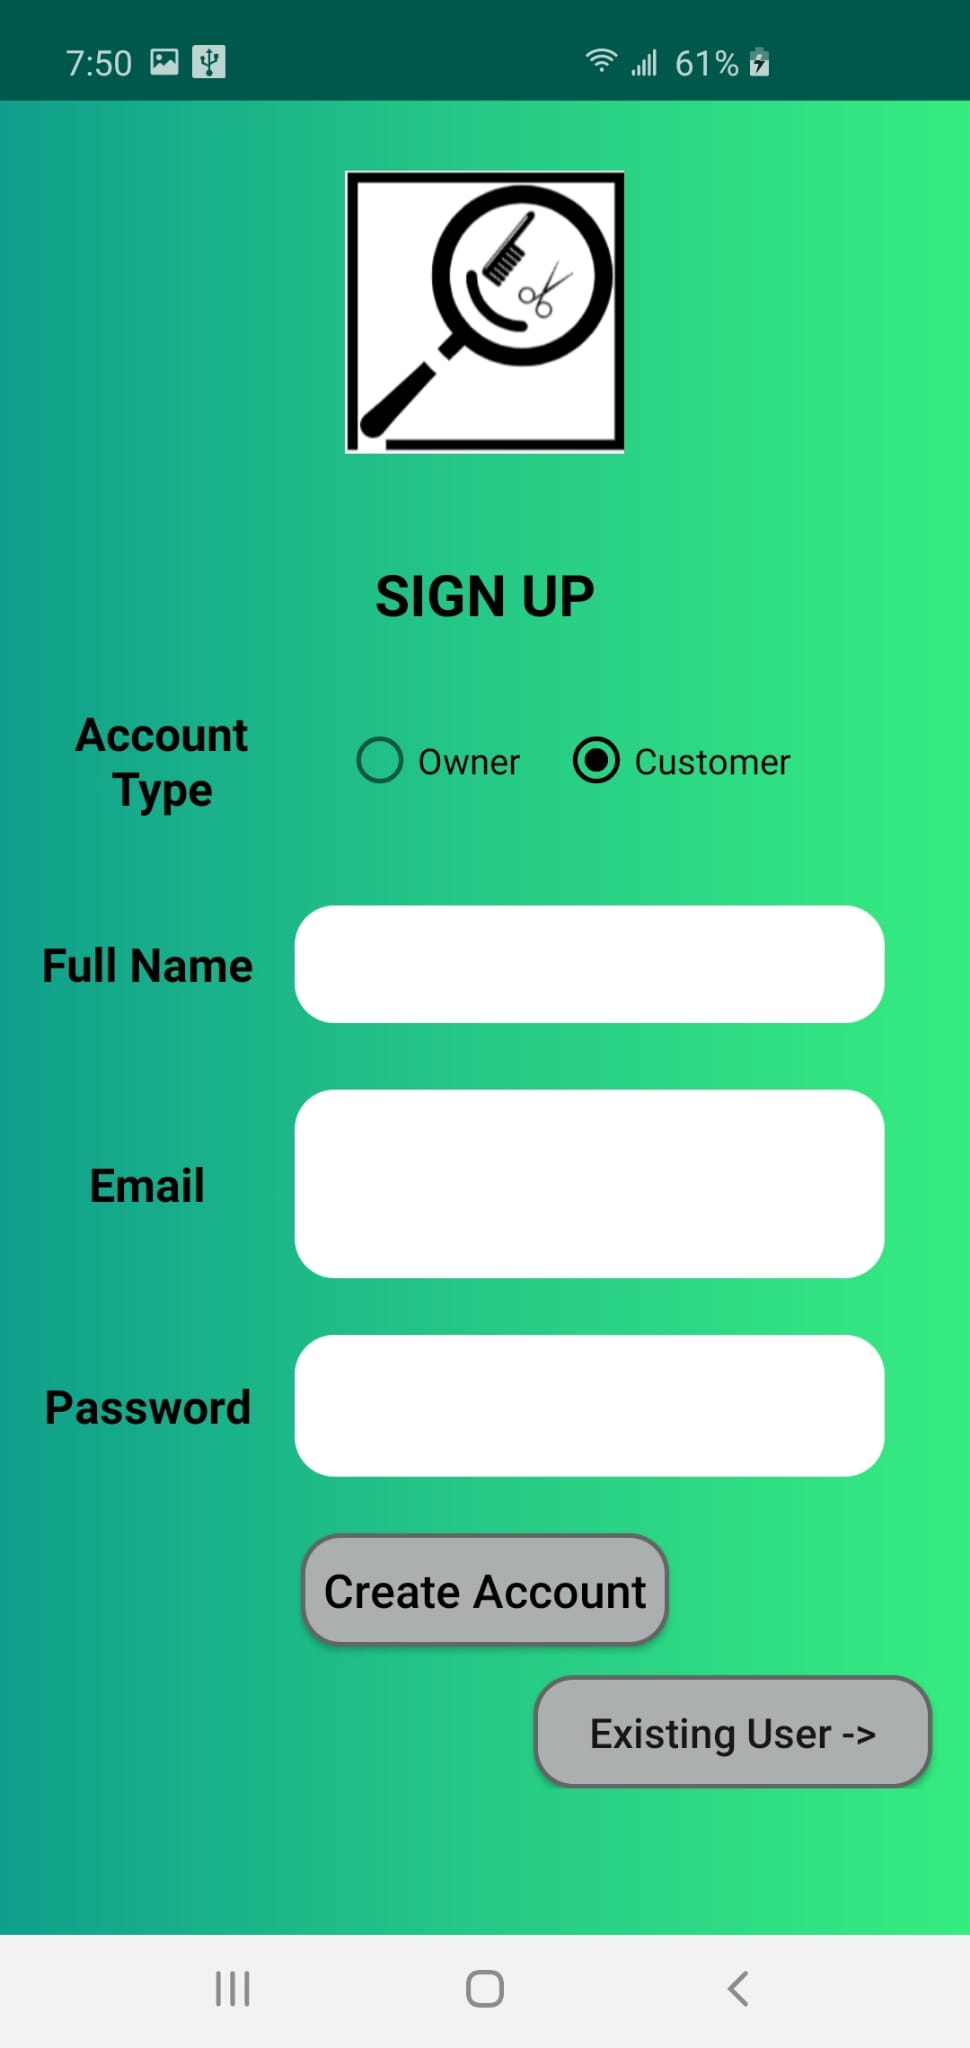 7:50 61%
SIGN UP
Account
Type
Owner Customer
Full Name
Email
Password
Create Account
Existing User ->